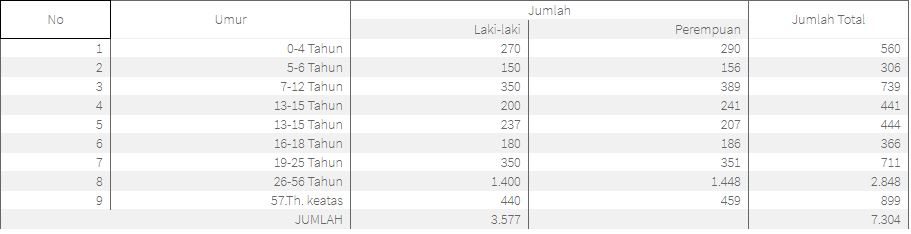 No Umur Jumlah Jumlah Total
Laki-laki Perempuan
1 0-4 Tahun 270 290 560
2 5-6 Tahun 150 156 306
3 7-12 Tahun 350 389 739
4 13-15 Tahun 200 241 441
5 13-15 Tahun 237 207 444
6 16-18 Tahun 180 186 366
7 19-25 Tahun 350 351 711
8 26-56 Tahun 1.400 1.448 2.848
9 57.Th. keatas 440 459 899
JUMLAH 3.577 7.304